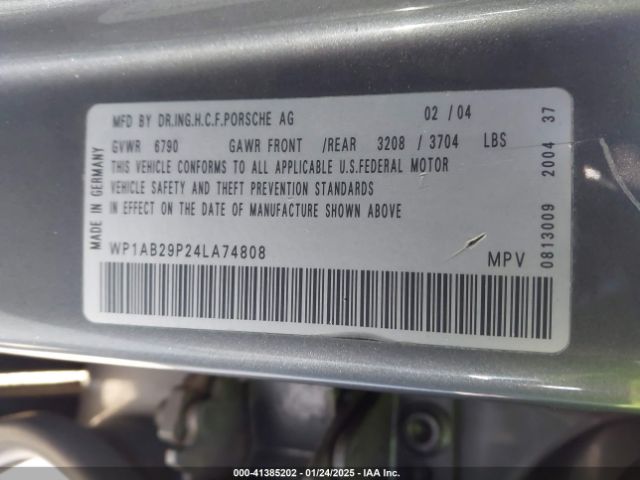 MFD BY DR.ING.H.C.F.PORSCHE AG 02 / 04
GVWR 6790 GAWR FRONT /REAR 3208 / 3704 LBS
THIS VEHICLE CONFORMS TO ALL APPLICABLE U.S.FEDERAL MOTOR
VEHICLE SAFETY AND THEFT PREVENTION STANDARDS
IN EFFECT ON THE DATE OF MANUFACTURE SHOWN ABOVE
WP1AB29P24LA74808 MPV
MADE IN GERMANY
0813009 2004 37
000-41385202 - 01/24/2025 - IAA Inc.